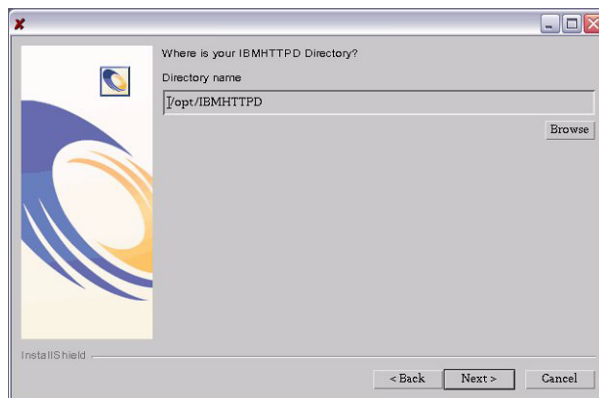 Where is your IBMHTTPD Directory?
Directory name
/opt/IBMHTTPD
Browse
InstallShield
< Back Next > Cancel